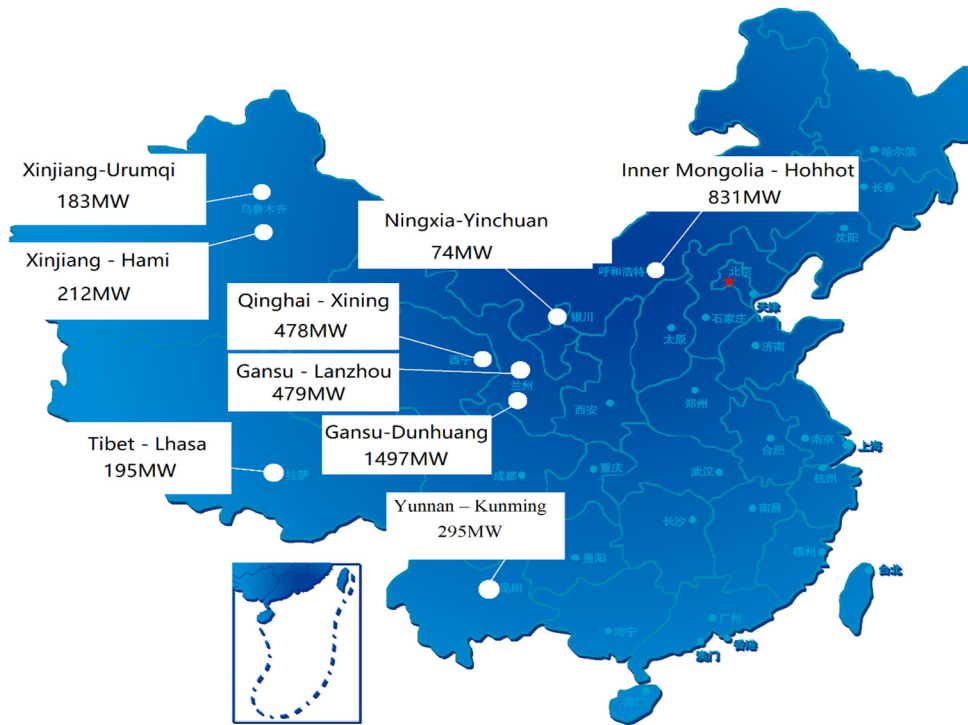 哈尔滨
Xinjiang-Urumqi
183MW
Inner Mongolia - Hohhot
831MW
长春
乌鲁木齐
Ningxia-Yinchuan
74MW
沈阳
Xinjiang - Hami
212MW
呼和浩特
北京
Qinghai - Xining
478MW
天津
银川
石家庄
太原
济南
西宁
Gansu - Lanzhou
479MW
兰州
西安
郑州
Gansu-Dunhuang
1497MW
Tibet - Lhasa
195MW
合肥
南京
上海
拉萨
成都
重庆
武汉
杭州
Yunnan – Kunming
295MW
长沙
南昌
贵阳
福州
台北
昆明
南宁
广州
香港
澳门
海口